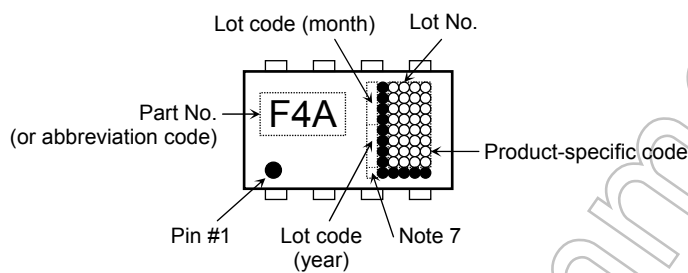 Lot code (month)
Lot No.
Part No.
(or abbreviation code)
F4A
Product-specific code
Pin #1
Lot code
(year)
Note 7